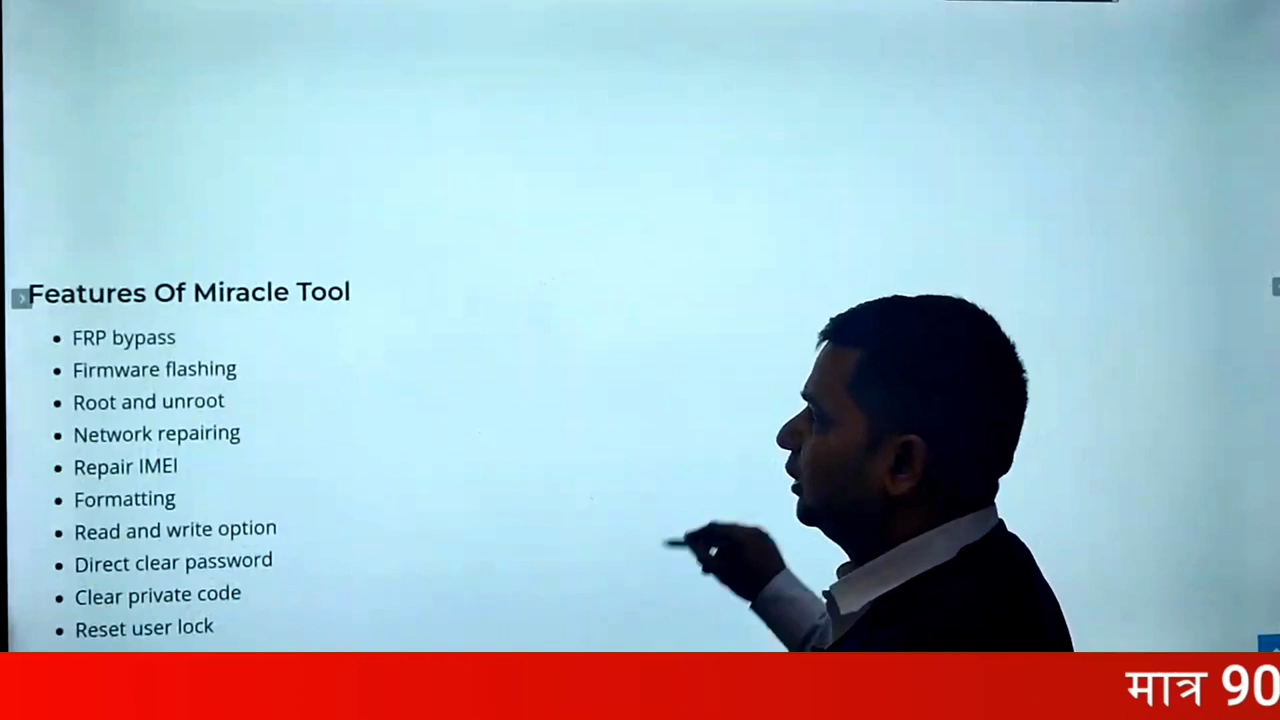 Features Of Miracle Tool
FRP bypass
Firmware flashing
Root and unroot
Network repairing
Repair IMEI
Formatting
Read and write option
Direct clear password
Clear private code
Reset user lock
मात्र 90